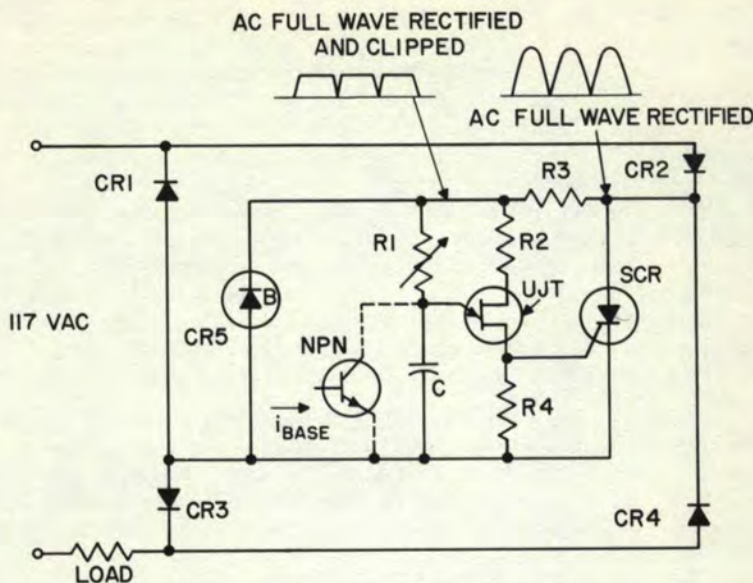 AC FULL WAVE RECTIFIED
AND CLIPPED
AC FULL WAVE RECTIFIED
CR1
R3
CR2
R1
R2
SCR
UJT
117 VAC
B
CR5
NPN
C
R4
iBASE
CR3
CR4
LOAD